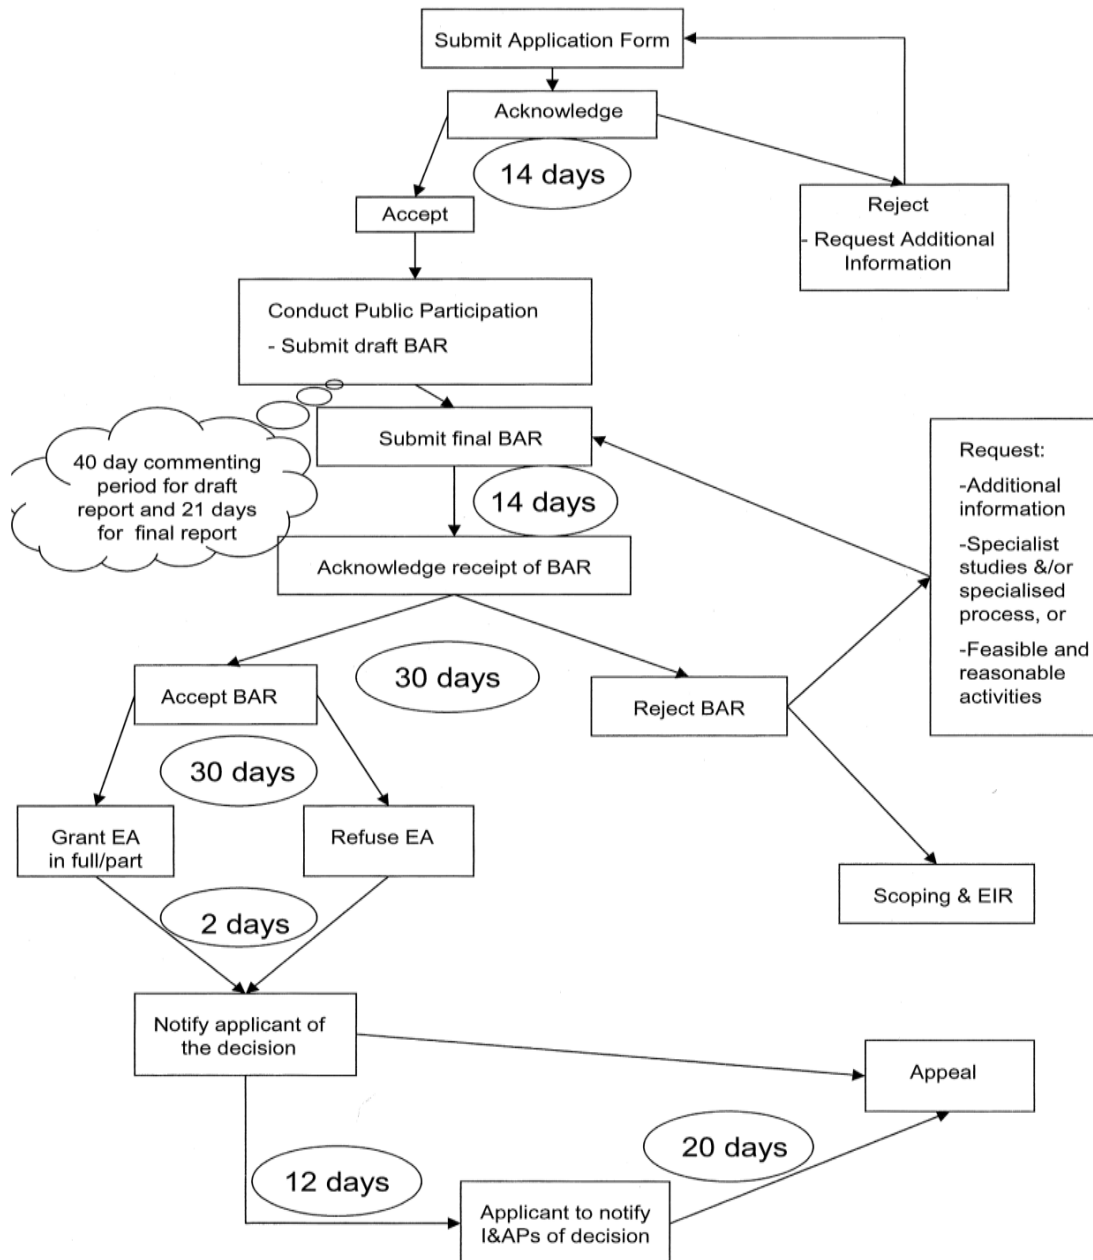 Submit Application Form
Acknowledge
14 days
Accept
Reject
- Request Additional
Information
Conduct Public Participation
- Submit draft BAR
40 day commenting
period for draft
report and 21 days
for final report
Submit final BAR
14 days
Acknowledge receipt of BAR
Request:
-Additional
information
-Specialist
studies &/or
specialised
process, or
-Feasible and
reasonable
activities
30 days
Accept BAR
Reject BAR
30 days
Grant EA
in full/part
Refuse EA
Scoping & EIR
2 days
Notify applicant of
the decision
Appeal
20 days
12 days
Applicant to notify
I&APs of decision